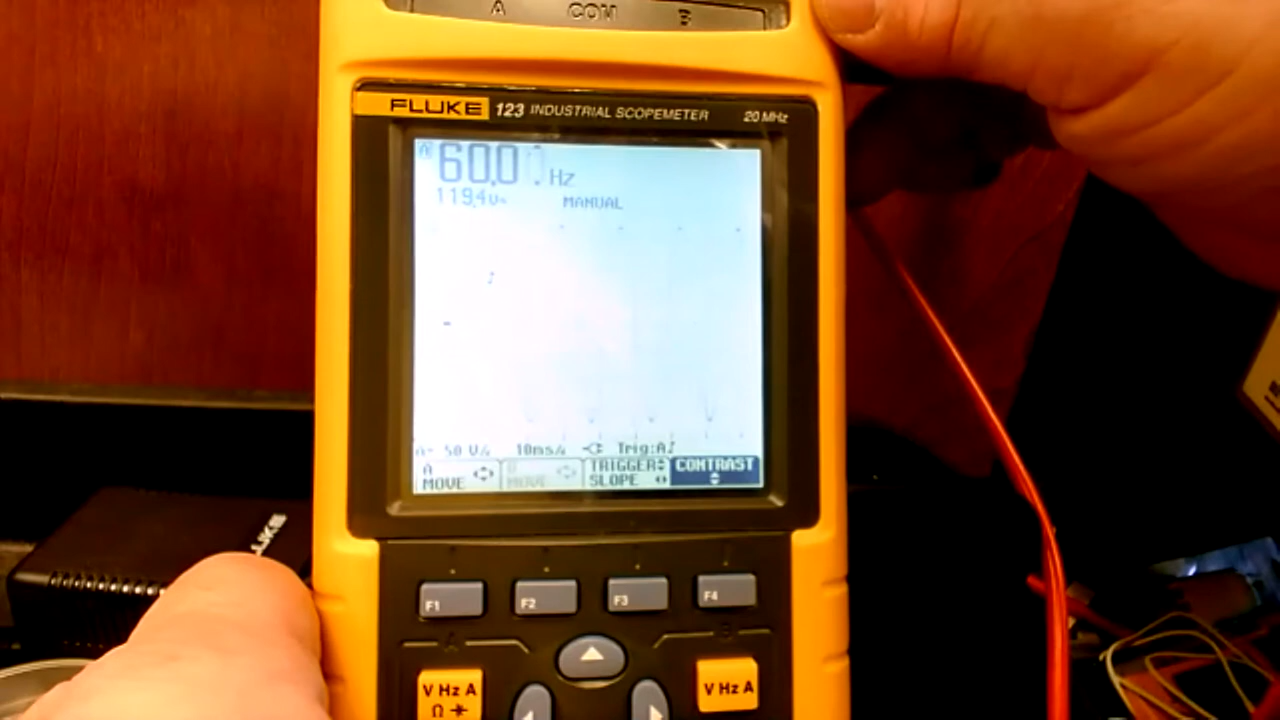 A COM B
FLUKE 123 INDUSTRIAL SCOPEMETER 20 MHz
A 60.0 Hz
119.4 V~
MANUAL
A~ 50 V/ 10ms/ Trig:A
A MOVE
MOVE
TRIGGER SLOPE
CONTRAST
FLUKE
F1 F2 F3 F4
A B
V Hz A
Ω
V Hz A